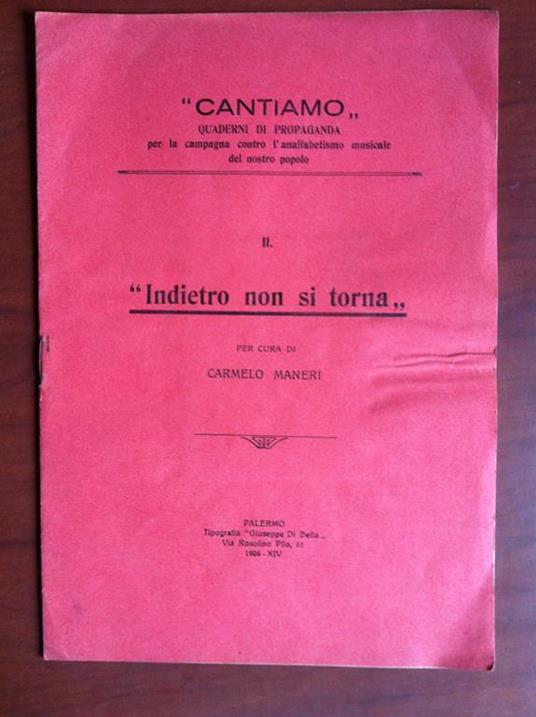 “CANTIAMO„
QUADERNI DI PROPAGANDA
per la campagna contro l'analfabetismo musicale
del nostro popolo
II.
“Indietro non si torna„
PER CURA DI
CARMELO MANERI
PALERMO
Tipografia “Giuseppe Di Bella„
Via Rosolino Pilo, 61
1936 - XIV